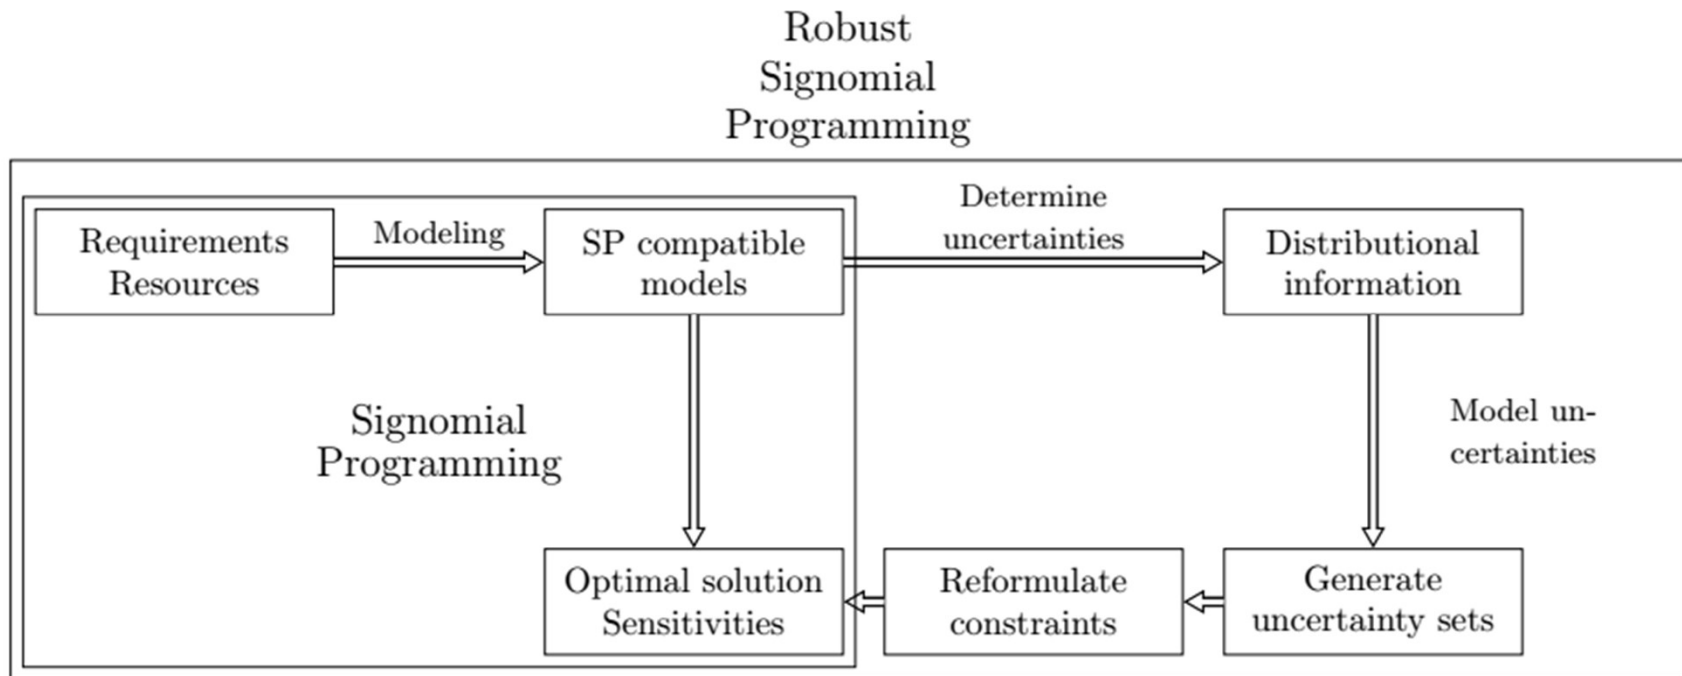 Robust
Signomial
Programming
Determine
uncertainties
Requirements
Resources
Modeling
SP compatible
models
Distributional
information
Signomial
Programming
Model un-
certainties
Optimal solution
Sensitivities
Reformulate
constraints
Generate
uncertainty sets